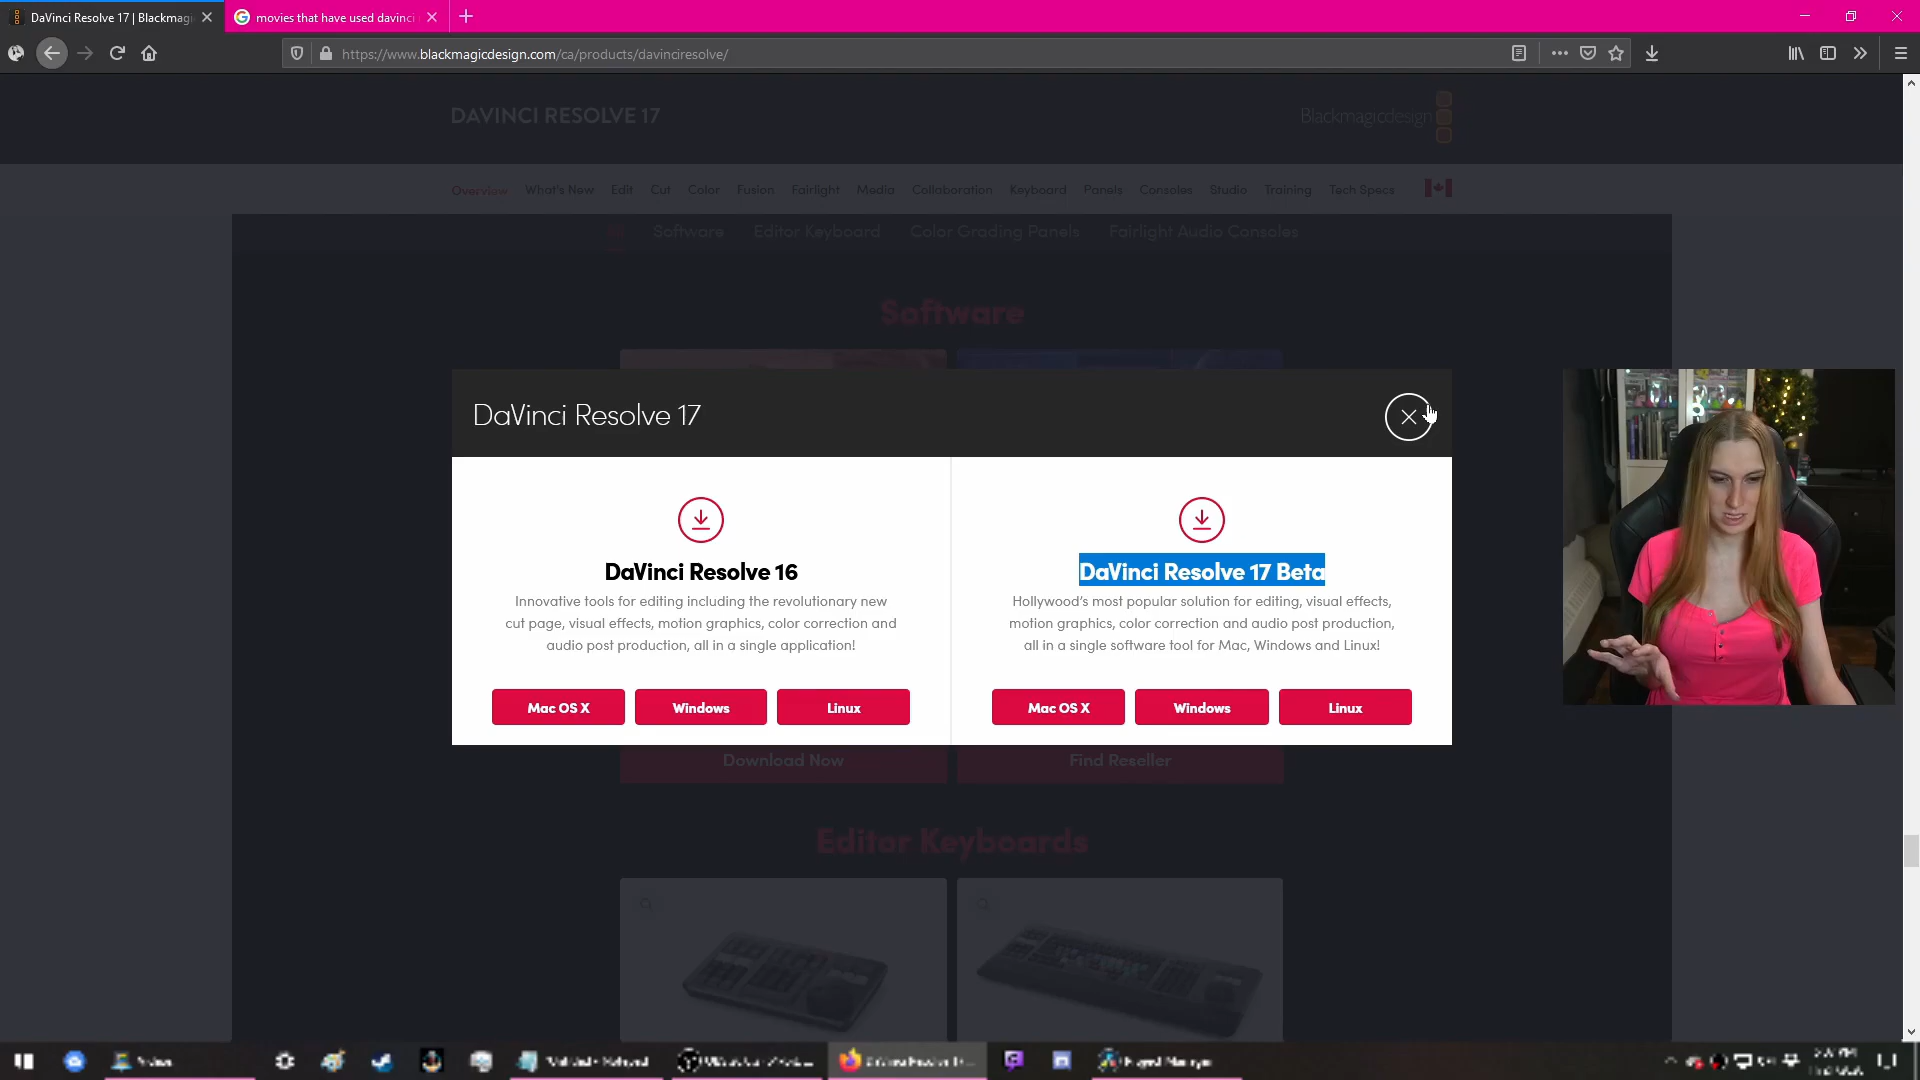 DaVinci Resolve 17 | Blackmagi
movies that have used davinci
https://www.blackmagicdesign.com/ca/products/davinciresolve/
DAVINCI RESOLVE 17
Blackmagicdesign
Overview What's New Edit Cut Color Fusion Fairlight Media Collaboration Keyboard Panels Consoles Studio Training Tech Specs
Software Editor Keyboard Color Grading Panels Fairlight Audio Consoles
Software
DaVinci Resolve 17
DaVinci Resolve 16
Innovative tools for editing including the revolutionary new
cut page, visual effects, motion graphics, color correction and
audio post production, all in a single application!
Mac OS X Windows Linux
DaVinci Resolve 17 Beta
Hollywood's most popular solution for editing, visual effects,
motion graphics, color correction and audio post production,
all in a single software tool for Mac, Windows and Linux!
Mac OS X Windows Linux
Download Now Find Reseller
Editor Keyboards